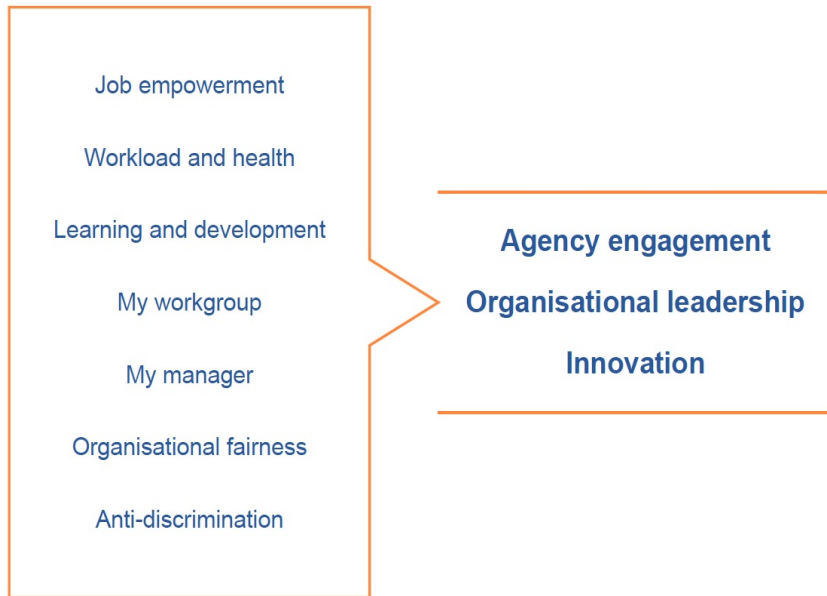 Job empowerment
Workload and health
Learning and development
My workgroup
My manager
Organisational fairness
Anti-discrimination
Agency engagement
Organisational leadership
Innovation